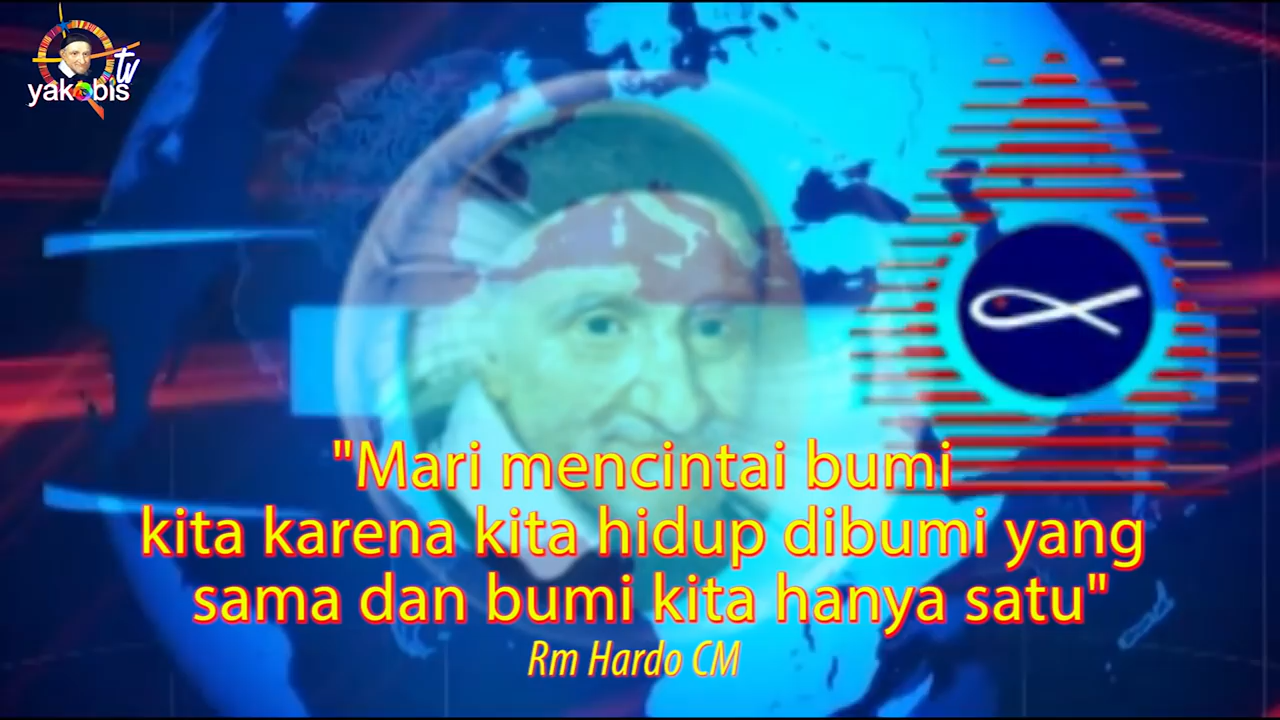 tv
yakobis
"Mari mencintai bumi
kita karena kita hidup dibumi yang
sama dan bumi kita hanya satu"
Rm Hardo CM